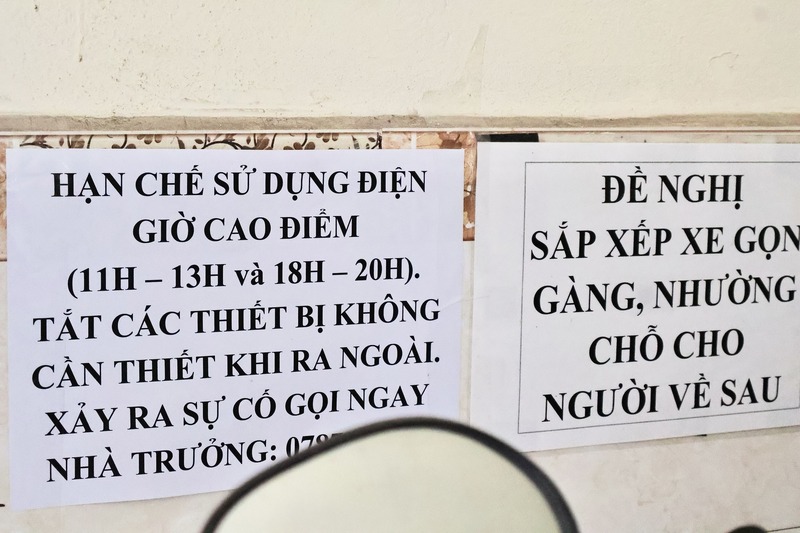 HẠN CHẾ SỬ DỤNG ĐIỆN
GIỜ CAO ĐIỂM
(11H – 13H và 18H – 20H).
TẮT CÁC THIẾT BỊ KHÔNG
CẦN THIẾT KHI RA NGOÀI.
XẢY RA SỰ CỐ GỌI NGAY
NHÀ TRƯỞNG:
ĐỀ NGHỊ
SẮP XẾP XE GỌN
GÀNG, NHƯỜNG
CHỖ CHO
NGƯỜI VỀ SAU